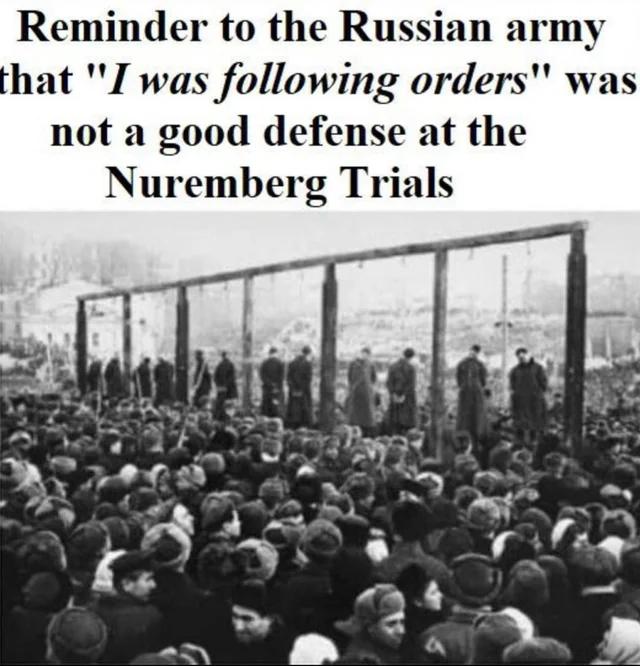 Reminder to the Russian army
that "I was following orders" was
not a good defense at the
Nuremberg Trials